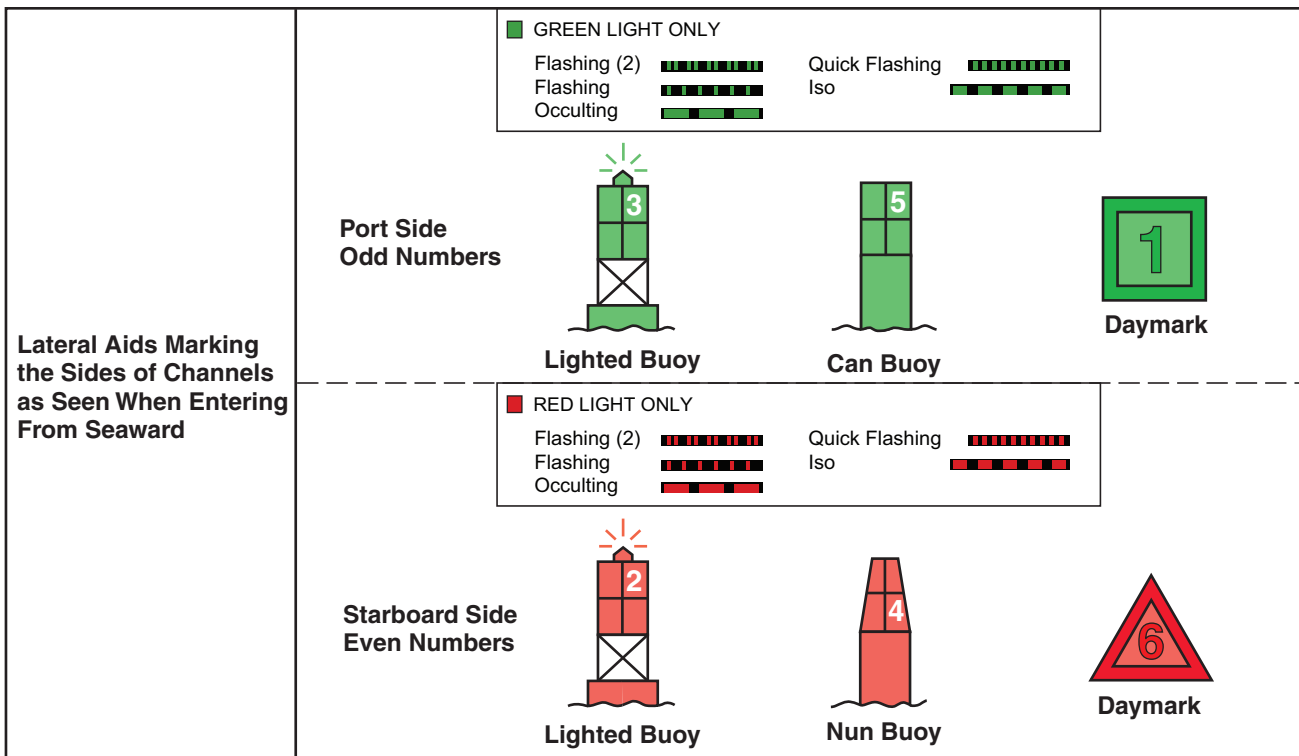 Lateral Aids Marking
the Sides of Channels
as Seen When Entering
From Seaward
GREEN LIGHT ONLY
Flashing (2)
Flashing
Occulting
Quick Flashing
Iso
Port Side
Odd Numbers
3
Lighted Buoy
5
Can Buoy
1
Daymark
RED LIGHT ONLY
Flashing (2)
Flashing
Occulting
Quick Flashing
Iso
Starboard Side
Even Numbers
2
Lighted Buoy
4
Nun Buoy
6
Daymark